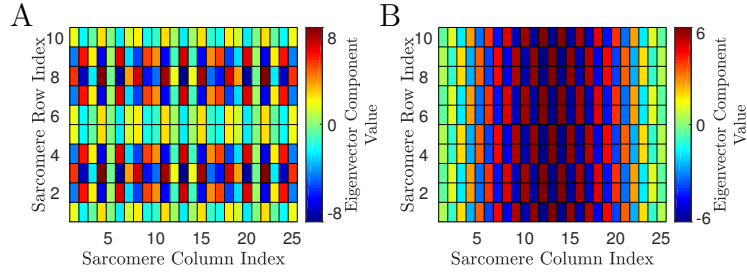 A
Sarcomere Row Index
10
8
6
4
2
5
10
15
20
25
Sarcomere Column Index
8
0
-8
Eigenvector Component
Value
B
Sarcomere Row Index
10
8
6
4
2
5
10
15
20
25
Sarcomere Column Index
6
0
-6
Eigenvector Component
Value